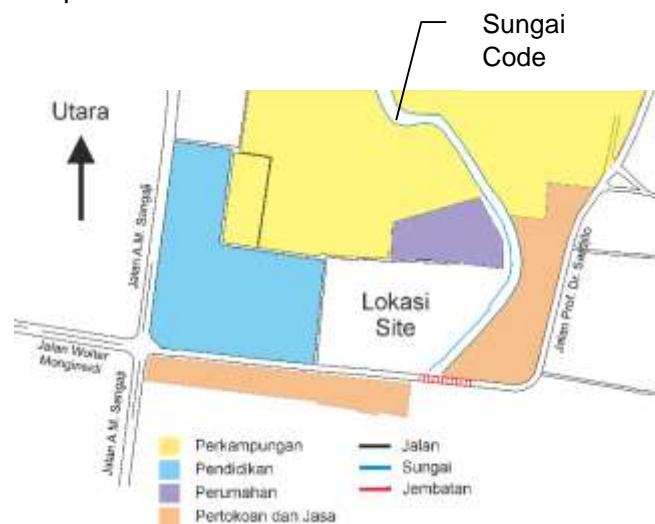 Sungai
Code
Utara
Jalan A.M. Sangaji
Jalan Prof. Dr. Sardjito
Lokasi
Site
Jalan Wolter
Monginsidi
Jalan A.M. Sangaji
Perkampungan
Pendidikan
Perumahan
Pertokoan dan Jasa
Jalan
Sungai
Jembatan